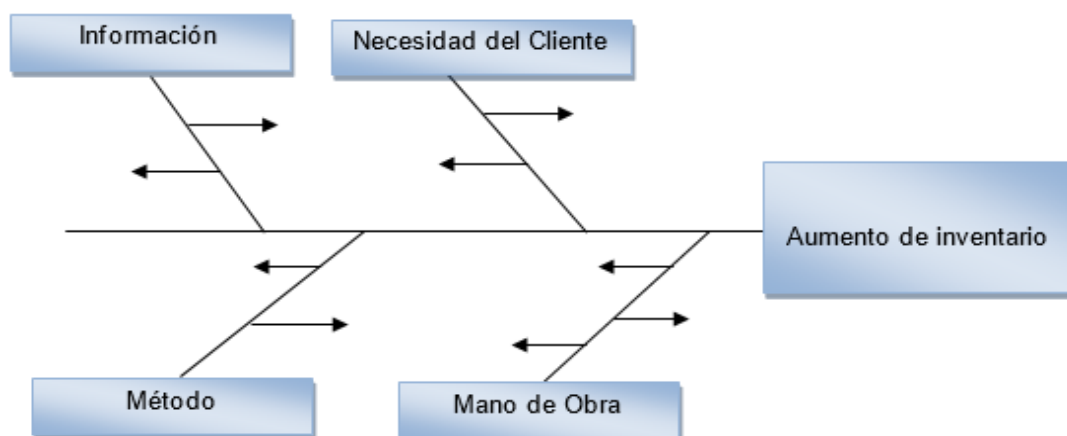 Información
Necesidad del Cliente
Aumento de inventario
Método
Mano de Obra